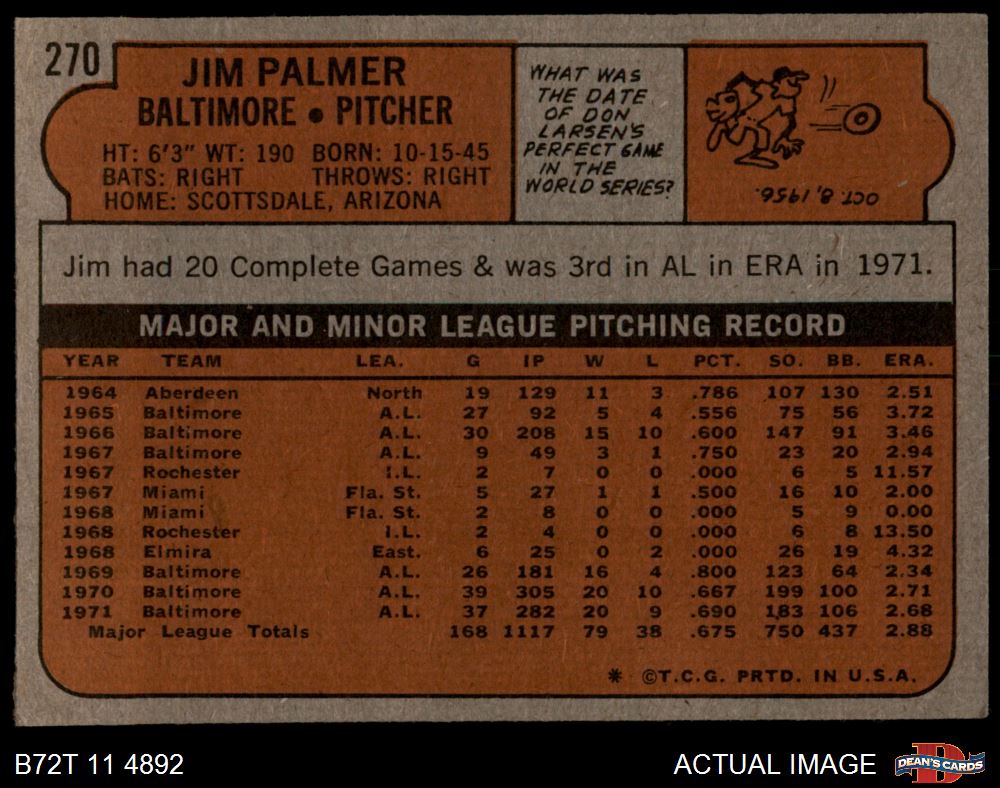 270
JIM PALMER
BALTIMORE • PITCHER
HT: 6'3" WT: 190 BORN: 10-15-45
BATS: RIGHT THROWS: RIGHT
HOME: SCOTTSDALE, ARIZONA
WHAT WAS
THE DATE
OF DON
LARSEN'S
PERFECT GAME
IN THE
WORLD SERIES?
OCT. 8, 1956.
Jim had 20 Complete Games & was 3rd in AL in ERA in 1971.
MAJOR AND MINOR LEAGUE PITCHING RECORD
YEAR TEAM LEA. G IP W L PCT. SO. BB. ERA.
1964 Aberdeen North 19 129 11 3 .786 107 130 2.51
1965 Baltimore A.L. 27 92 5 4 .556 75 56 3.72
1966 Baltimore A.L. 30 208 15 10 .600 147 91 3.46
1967 Baltimore A.L. 9 49 3 1 .750 23 20 2.94
1967 Rochester I.L. 2 7 0 0 .000 6 5 11.57
1967 Miami Fla. St. 5 27 1 1 .500 16 10 2.00
1968 Miami Fla. St. 2 8 0 0 .000 5 9 0.00
1968 Rochester I.L. 2 4 0 0 .000 6 8 13.50
1968 Elmira East. 6 25 0 2 .000 26 19 4.32
1969 Baltimore A.L. 26 181 16 4 .800 123 64 2.34
1970 Baltimore A.L. 39 305 20 10 .667 199 100 2.71
1971 Baltimore A.L. 37 282 20 9 .690 183 106 2.68
Major League Totals 168 1117 79 38 .675 750 437 2.88
* ©T.C.G. PRTD. IN U.S.A.
B72T 11 4892
ACTUAL IMAGE
D
DEAN'S CARDS